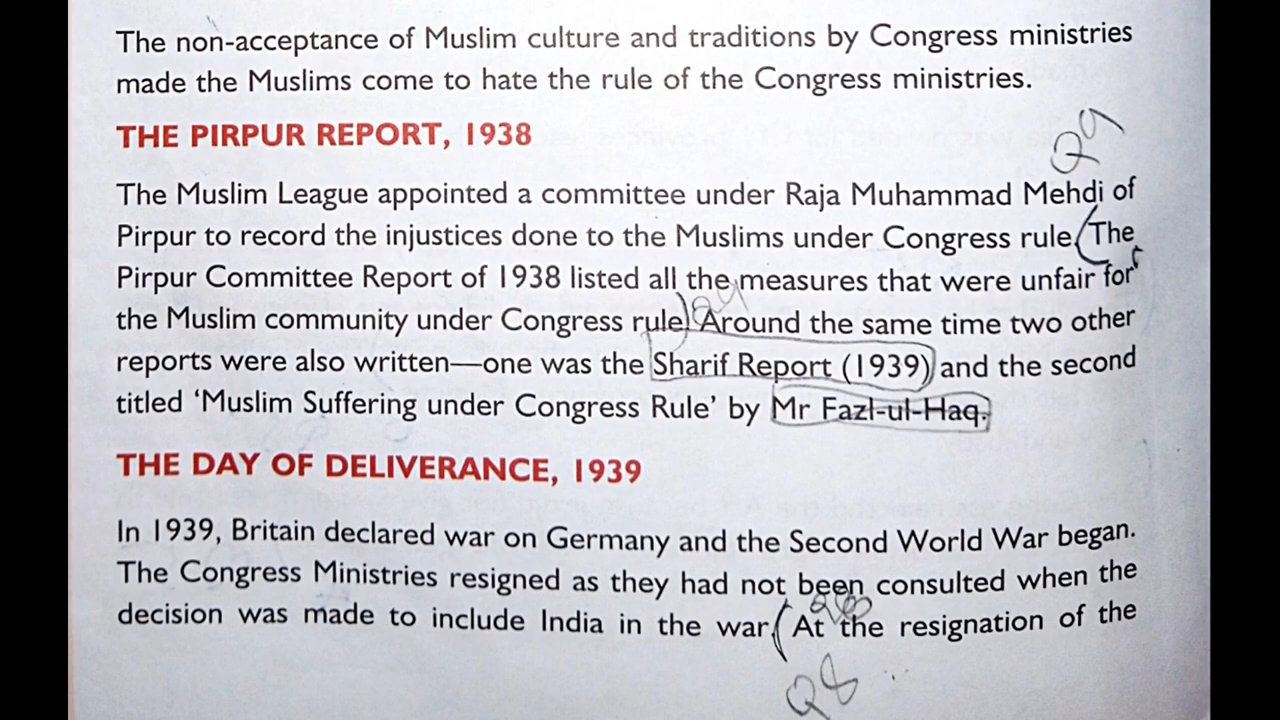 The non-acceptance of Muslim culture and traditions by Congress ministries
made the Muslims come to hate the rule of the Congress ministries.
THE PIRPUR REPORT, 1938
Q9
The Muslim League appointed a committee under Raja Muhammad Mehdi of
Pirpur to record the injustices done to the Muslims under Congress rule. (The
Pirpur Committee Report of 1938 listed all the measures that were unfair for
the Muslim community under Congress rule.) Q9 Around the same time two other
reports were also written—one was the Sharif Report (1939) and the second
titled ‘Muslim Suffering under Congress Rule’ by Mr Fazl-ul-Haq.
THE DAY OF DELIVERANCE, 1939
In 1939, Britain declared war on Germany and the Second World War began.
The Congress Ministries resigned as they had not been consulted when the
decision was made to include India in the war. (At the resignation of the
Q8